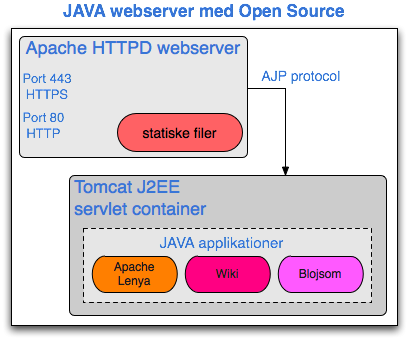 JAVA webserver med Open Source
Apache HTTPD webserver
Port 443
HTTPS
AJP protocol
Port 80
HTTP
statiske filer
Tomcat J2EE
servlet container
JAVA applikationer
Apache
Lenya
Wiki
Blojsom